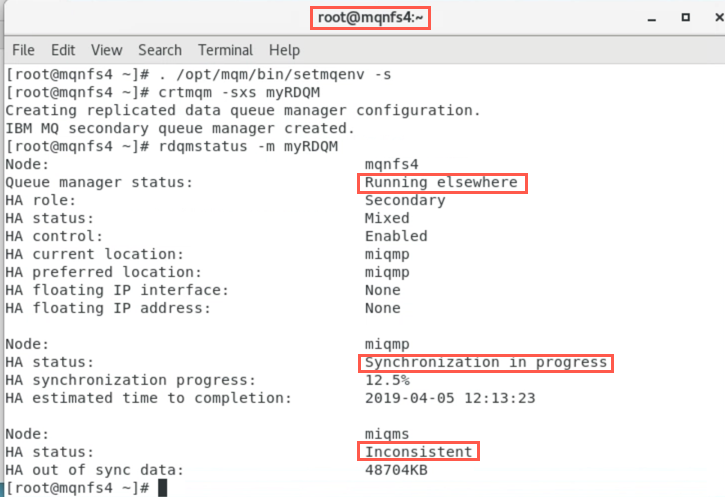 root@mqnfs4:~
File Edit View Search Terminal Help
[root@mqnfs4 ~]# . /opt/mqm/bin/setmqenv -s
[root@mqnfs4 ~]# crtmqm -sxs myRDQM
Creating replicated data queue manager configuration.
IBM MQ secondary queue manager created.
[root@mqnfs4 ~]# rdqmstatus -m myRDQM
Node: mqnfs4
Queue manager status: Running elsewhere
HA role: Secondary
HA status: Mixed
HA control: Enabled
HA current location: miqmp
HA preferred location: miqmp
HA floating IP interface: None
HA floating IP address: None
Node: miqmp
HA status: Synchronization in progress
HA synchronization progress: 12.5%
HA estimated time to completion: 2019-04-05 12:13:23
Node: miqms
HA status: Inconsistent
HA out of sync data: 48704KB
[root@mqnfs4 ~]#